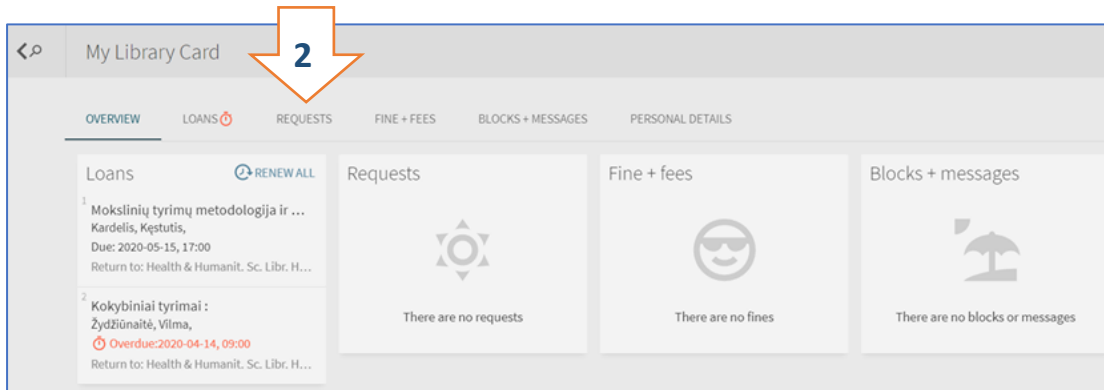 My Library Card
2
OVERVIEW LOANS REQUESTS FINE + FEES BLOCKS + MESSAGES PERSONAL DETAILS
Loans RENEW ALL
1
Mokslinių tyrimų metodologija ir ...
Kardelis, Kęstutis,
Due: 2020-05-15, 17:00
Return to: Health & Humanit. Sc. Libr. H...
2
Kokybiniai tyrimai :
Žydžiūnaitė, Vilma,
Overdue:2020-04-14, 09:00
Return to: Health & Humanit. Sc. Libr. H...
Requests
There are no requests
Fine + fees
There are no fines
Blocks + messages
There are no blocks or messages